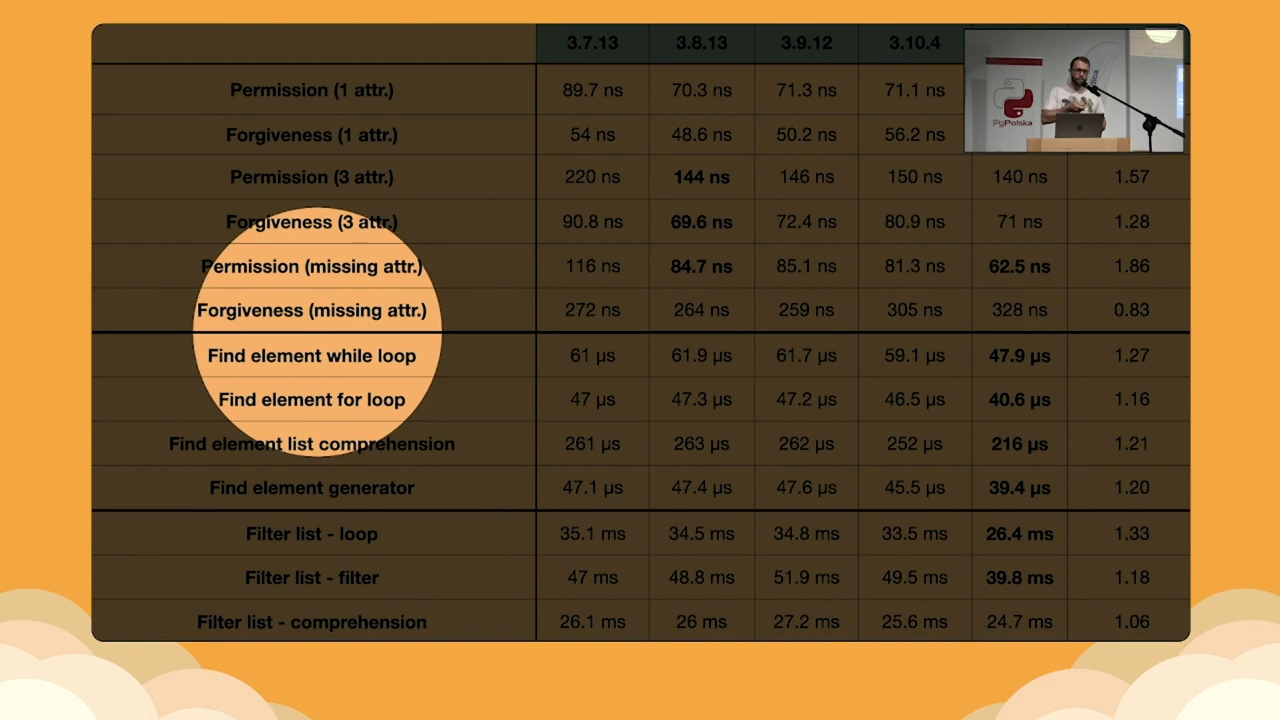 3.7.13 3.8.13 3.9.12 3.10.4
Permission (1 attr.) 89.7 ns 70.3 ns 71.3 ns 71.1 ns
Forgiveness (1 attr.) 54 ns 48.6 ns 50.2 ns 56.2 ns
PyPolska
Permission (3 attr.) 220 ns 144 ns 146 ns 150 ns 140 ns 1.57
Forgiveness (3 attr.) 90.8 ns 69.6 ns 72.4 ns 80.9 ns 71 ns 1.28
Permission (missing attr.) 116 ns 84.7 ns 85.1 ns 81.3 ns 62.5 ns 1.86
Forgiveness (missing attr.) 272 ns 264 ns 259 ns 305 ns 328 ns 0.83
Find element while loop 61 µs 61.9 µs 61.7 µs 59.1 µs 47.9 µs 1.27
Find element for loop 47 µs 47.3 µs 47.2 µs 46.5 µs 40.6 µs 1.16
Find element list comprehension 261 µs 263 µs 262 µs 252 µs 216 µs 1.21
Find element generator 47.1 µs 47.4 µs 47.6 µs 45.5 µs 39.4 µs 1.20
Filter list - loop 35.1 ms 34.5 ms 34.8 ms 33.5 ms 26.4 ms 1.33
Filter list - filter 47 ms 48.8 ms 51.9 ms 49.5 ms 39.8 ms 1.18
Filter list - comprehension 26.1 ms 26 ms 27.2 ms 25.6 ms 24.7 ms 1.06